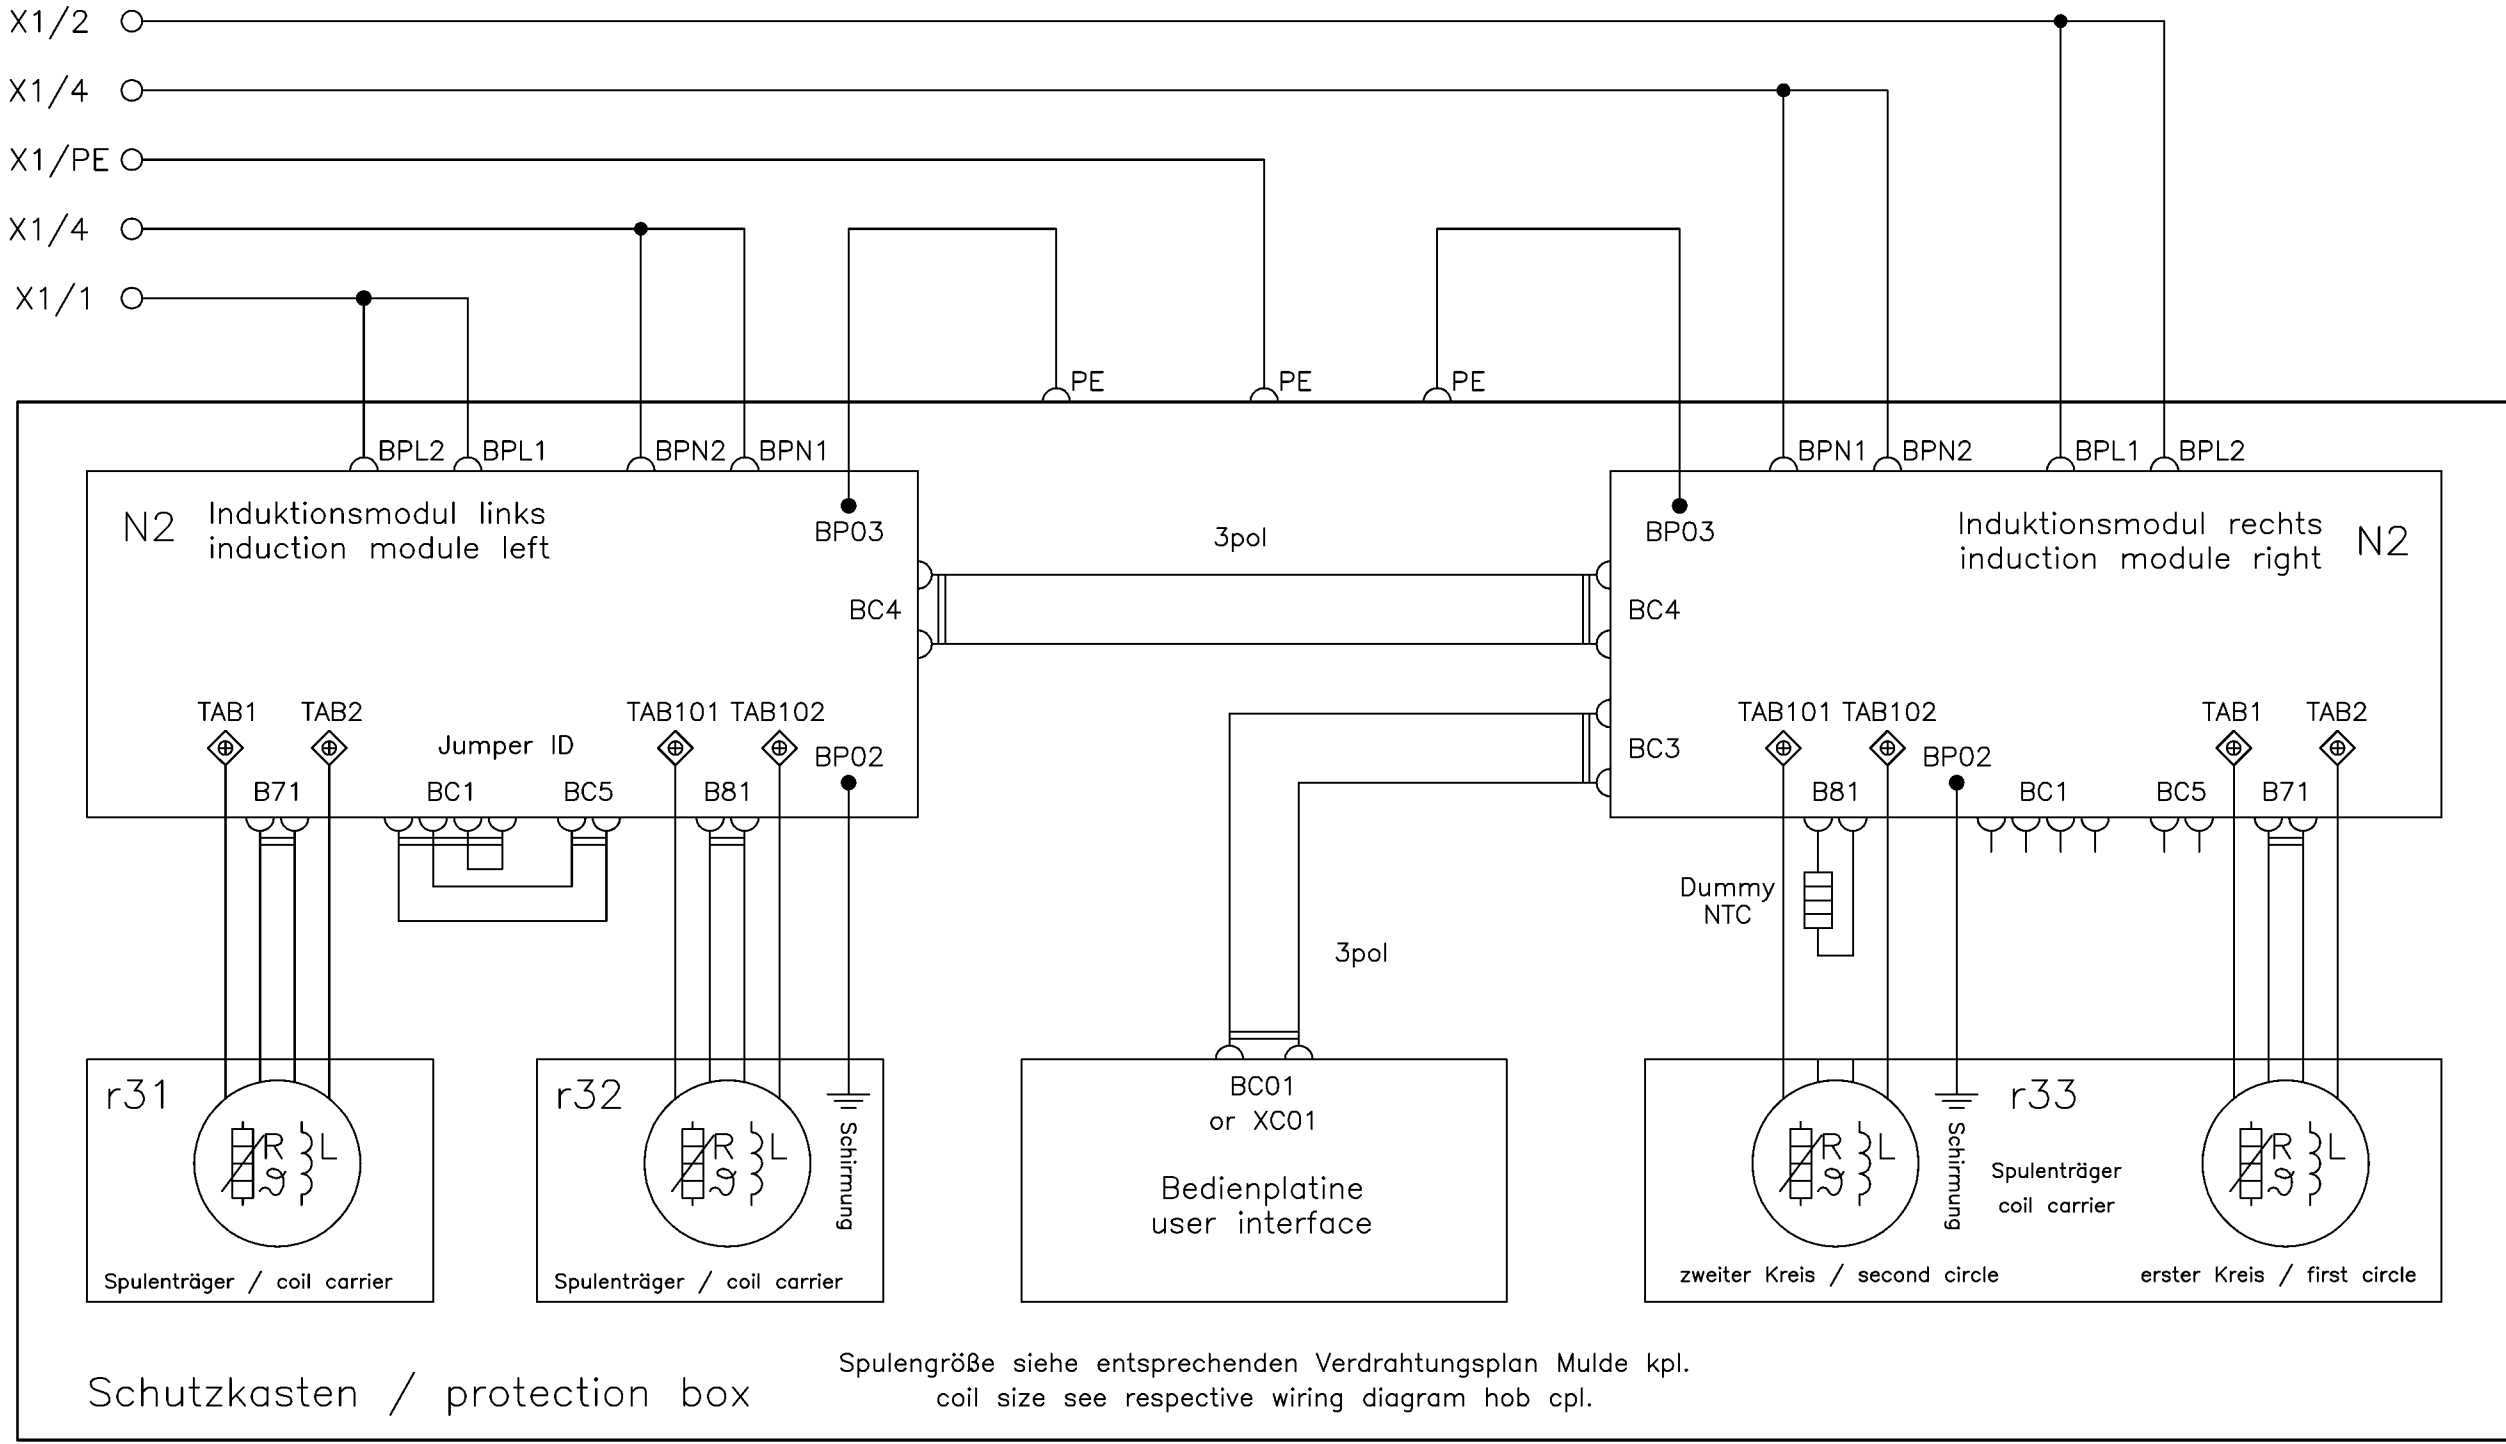 X1/2
X1/4
X1/PE
X1/4
X1/1
PE
PE
PE
BPL2
BPL1
BPN2
BPN1
BPN1
BPN2
BPL1
BPL2
N2
Induktionsmodul links
induction module left
BP03
BC4
3pol
BP03
Induktionsmodul rechts
induction module right
N2
BC4
TAB1
TAB2
Jumper ID
TAB101
TAB102
BP02
B71
BC1
BC5
B81
BC3
TAB101
TAB102
BP02
TAB1
TAB2
B81
BC1
BC5
B71
Dummy
NTC
3pol
r31
R
ϑ
L
Spulenträger / coil carrier
r32
R
ϑ
L
Schirmung
Spulenträger / coil carrier
BC01
or XC01
Bedienplatine
user interface
R
ϑ
L
Schirmung
r33
Spulenträger
coil carrier
R
ϑ
L
zweiter Kreis / second circle
erster Kreis / first circle
Schutzkasten / protection box
Spulengröße siehe entsprechenden Verdrahtungsplan Mulde kpl.
coil size see respective wiring diagram hob cpl.